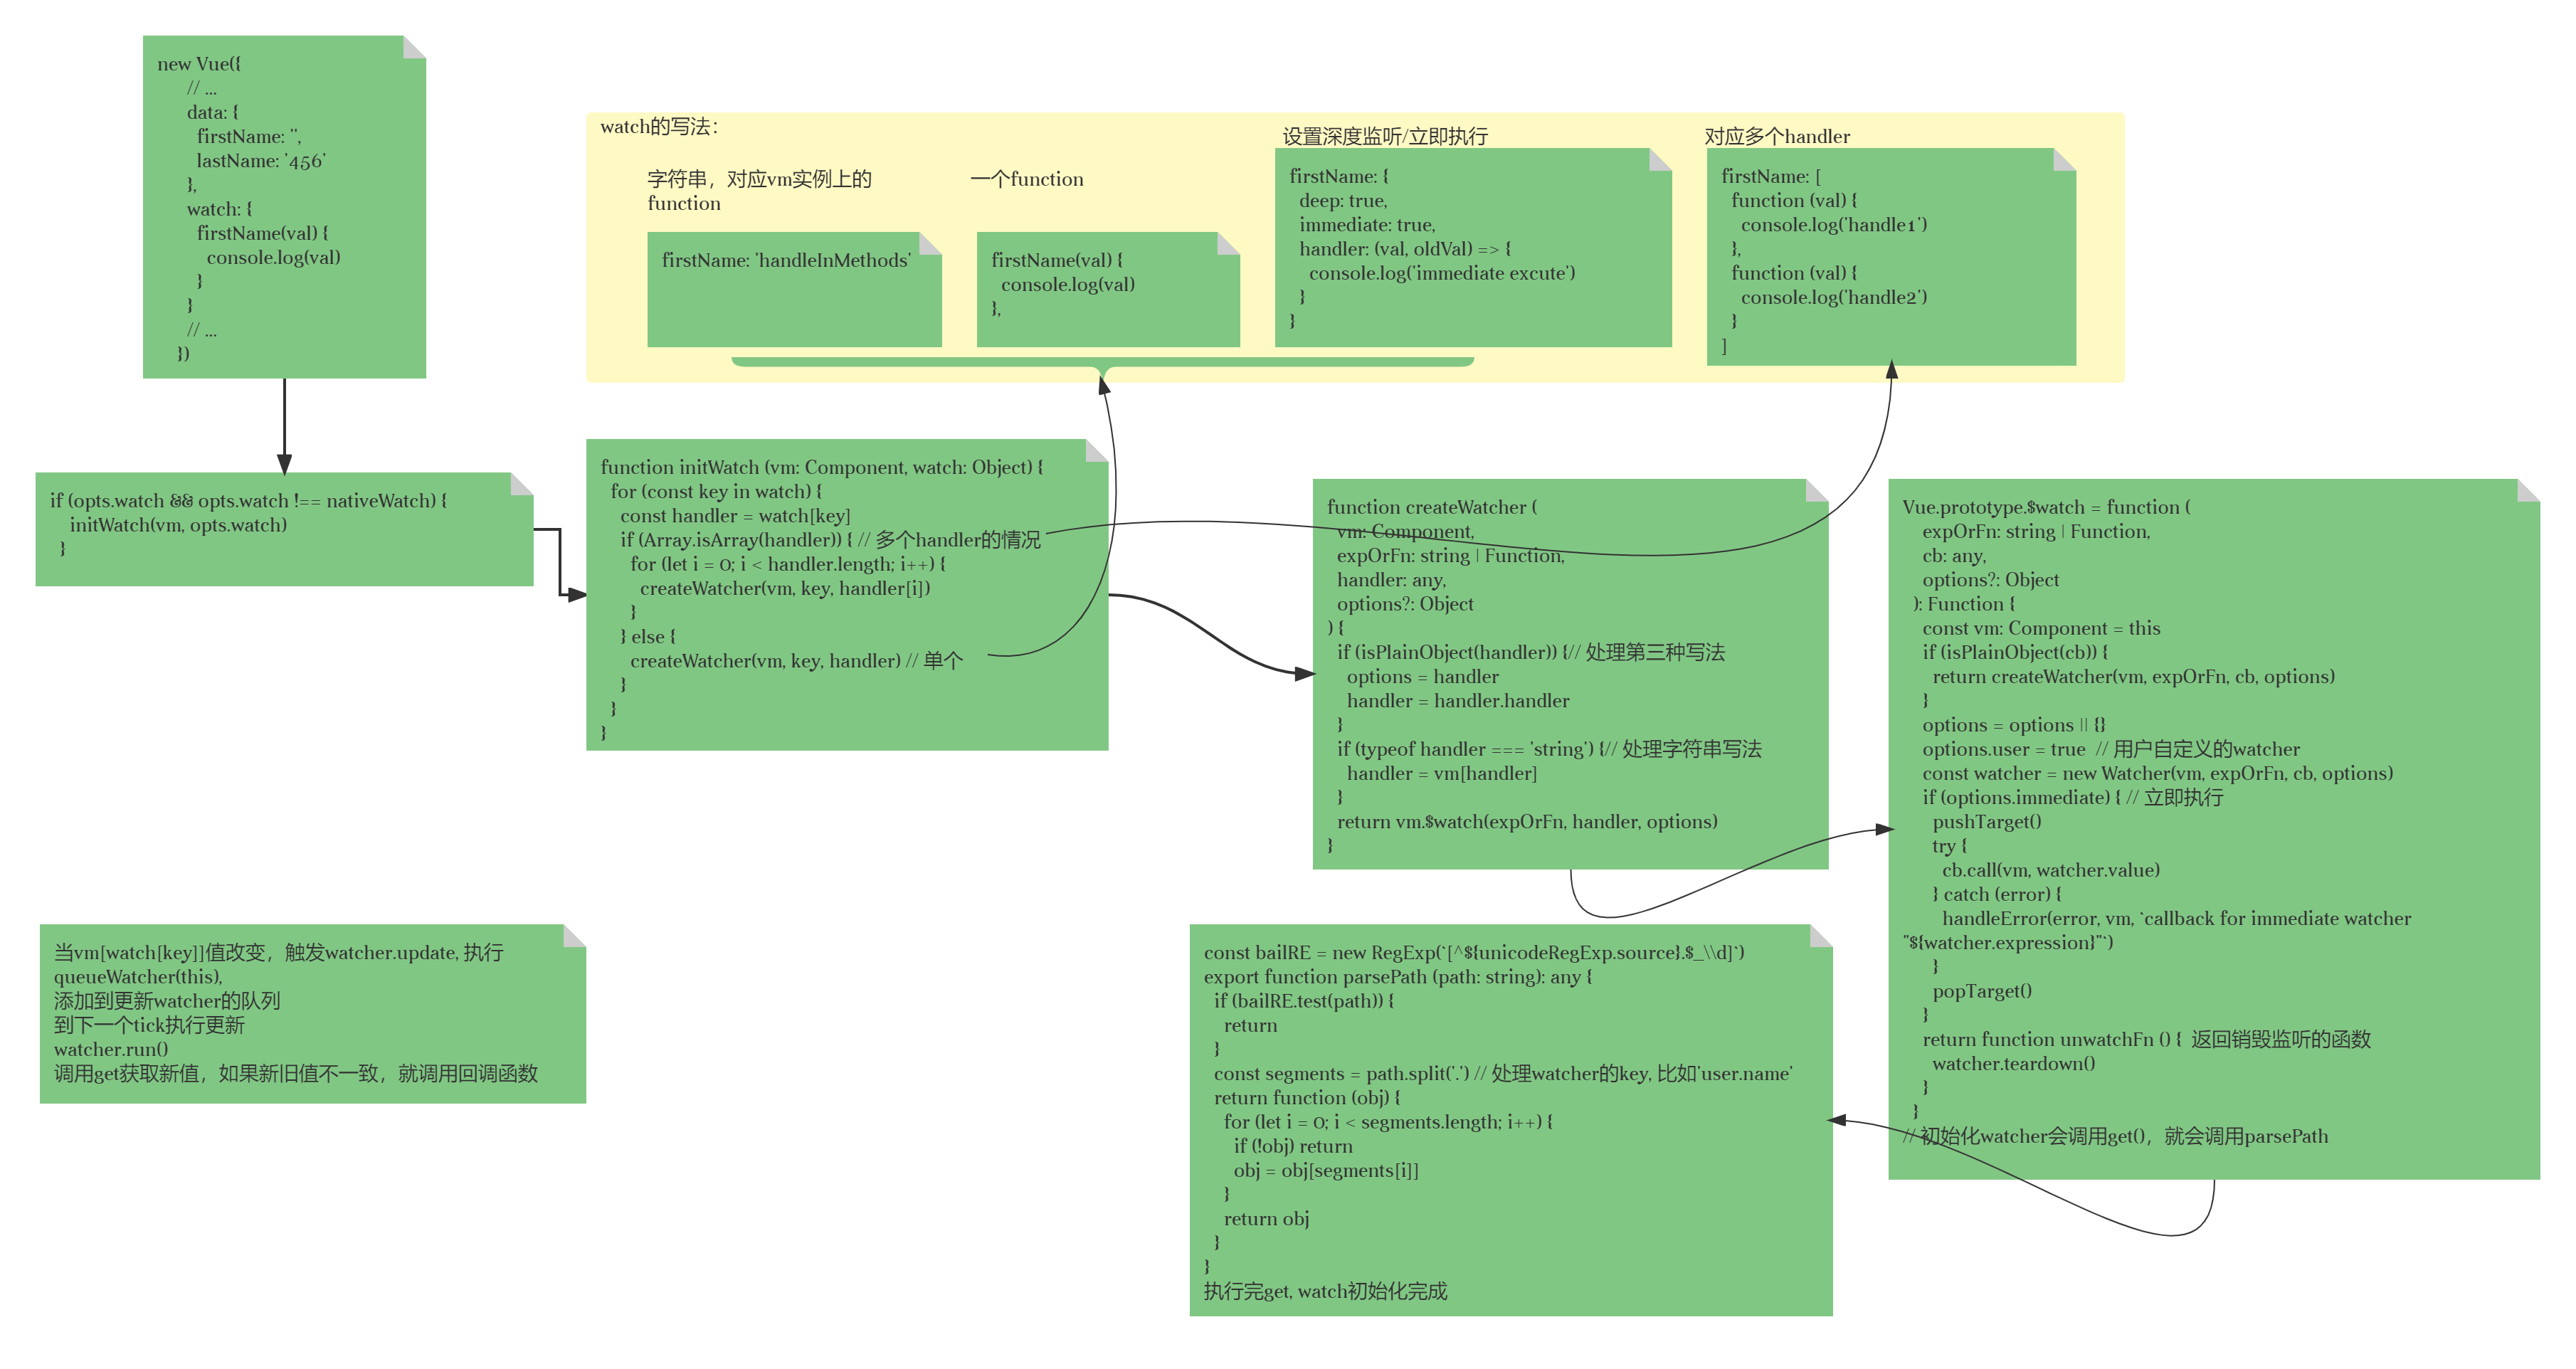 new Vue({
// ...
data: {
firstName: '',
lastName: '456'
},
watch: {
firstName(val) {
console.log(val)
}
}
// ...
})
if (opts.watch && opts.watch !== nativeWatch) {
initWatch(vm, opts.watch)
}
watch的写法：
字符串，对应vm实例上的
function
firstName: 'handleInMethods'
一个function
firstName(val) {
console.log(val)
},
设置深度监听/立即执行
firstName: {
deep: true,
immediate: true,
handler: (val, oldVal) => {
console.log('immediate excute')
}
}
对应多个handler
firstName: [
function (val) {
console.log('handle1')
},
function (val) {
console.log('handle2')
}
]
function initWatch (vm: Component, watch: Object) {
for (const key in watch) {
const handler = watch[key]
if (Array.isArray(handler)) { // 多个handler的情况
for (let i = 0; i < handler.length; i++) {
createWatcher(vm, key, handler[i])
}
} else {
createWatcher(vm, key, handler) // 单个
}
}
}
function createWatcher (
vm: Component,
expOrFn: string | Function,
handler: any,
options?: Object
) {
if (isPlainObject(handler)) {// 处理第三种写法
options = handler
handler = handler.handler
}
if (typeof handler === 'string') {// 处理字符串写法
handler = vm[handler]
}
return vm.$watch(expOrFn, handler, options)
}
Vue.prototype.$watch = function (
expOrFn: string | Function,
cb: any,
options?: Object
): Function {
const vm: Component = this
if (isPlainObject(cb)) {
return createWatcher(vm, expOrFn, cb, options)
}
options = options || {}
options.user = true // 用户自定义的watcher
const watcher = new Watcher(vm, expOrFn, cb, options)
if (options.immediate) { // 立即执行
pushTarget()
try {
cb.call(vm, watcher.value)
} catch (error) {
handleError(error, vm, `callback for immediate watcher
"${watcher.expression}"`)
}
popTarget()
}
return function unwatchFn () { 返回销毁监听的函数
watcher.teardown()
}
}
// 初始化watcher会调用get()，就会调用parsePath
const bailRE = new RegExp(`[^${unicodeRegExp.source}.$_\\d]`)
export function parsePath (path: string): any {
if (bailRE.test(path)) {
return
}
const segments = path.split('.') // 处理watcher的key, 比如'user.name'
return function (obj) {
for (let i = 0; i < segments.length; i++) {
if (!obj) return
obj = obj[segments[i]]
}
return obj
}
}
执行完get, watch初始化完成
当vm[watch[key]]值改变，触发watcher.update, 执行
queueWatcher(this),
添加到更新watcher的队列
到下一个tick执行更新
watcher.run()
调用get获取新值，如果新旧值不一致，就调用回调函数